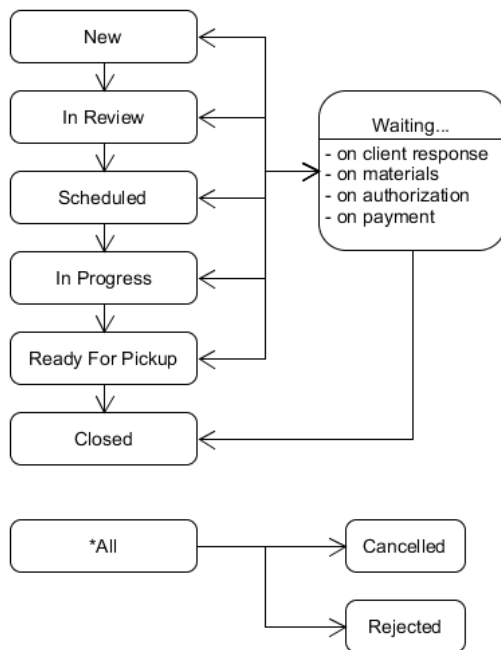 New
In Review
Scheduled
In Progress
Ready For Pickup
Closed
Waiting...
- on client response
- on materials
- on authorization
- on payment
*All
Cancelled
Rejected